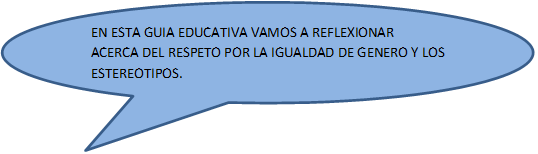 EN ESTA GUIA EDUCATIVA VAMOS A REFLEXIONAR
ACERCA DEL RESPETO POR LA IGUALDAD DE GENERO Y LOS
ESTEREOTIPOS.